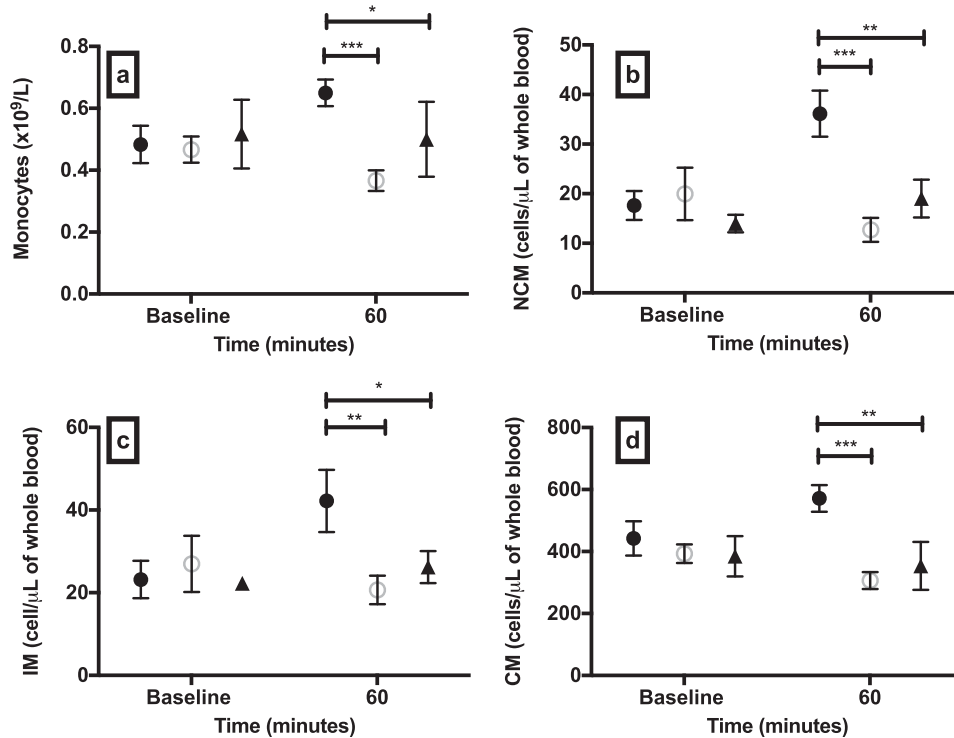 *
***
0.8
0.6
0.4
0.2
0.0
a
Monocytes (x10⁹/L)
Baseline
60
Time (minutes)
**
***
50
40
30
20
10
0
b
NCM (cells/μL of whole blood)
Baseline
60
Time (minutes)
*
**
60
40
20
0
c
IM (cell/μL of whole blood)
Baseline
60
Time (minutes)
**
***
800
600
400
200
0
d
CM (cells/μL of whole blood)
Baseline
60
Time (minutes)